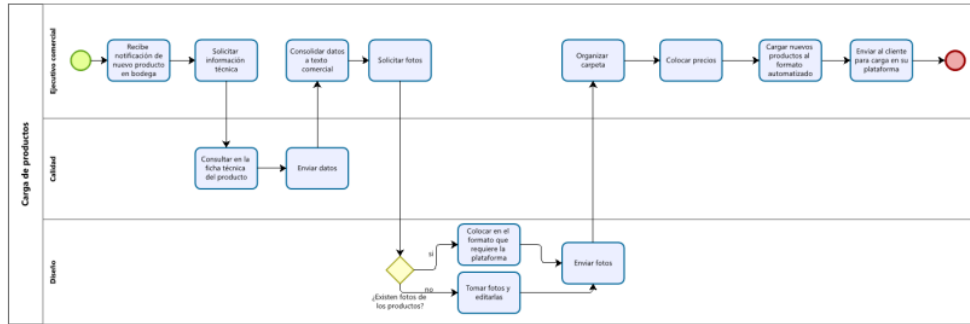 Carga de productos
Ejecutivo comercial
Recibe
notificación de
nuevo producto
en bodega
Solicitar
información
técnica
Consolidar datos
a texto
comercial
Solicitar fotos
Organizar
carpeta
Colocar precios
Cargar nuevos
productos al
formato
automatizado
Enviar al cliente
para carga en su
plataforma
Calidad
Consultar en la
ficha técnica
del producto
Enviar datos
Diseño
¿Existen fotos de
los productos?
si
Colocar en el
formato que
requiere la
plataforma
no
Tomar fotos y
editarlas
Enviar fotos